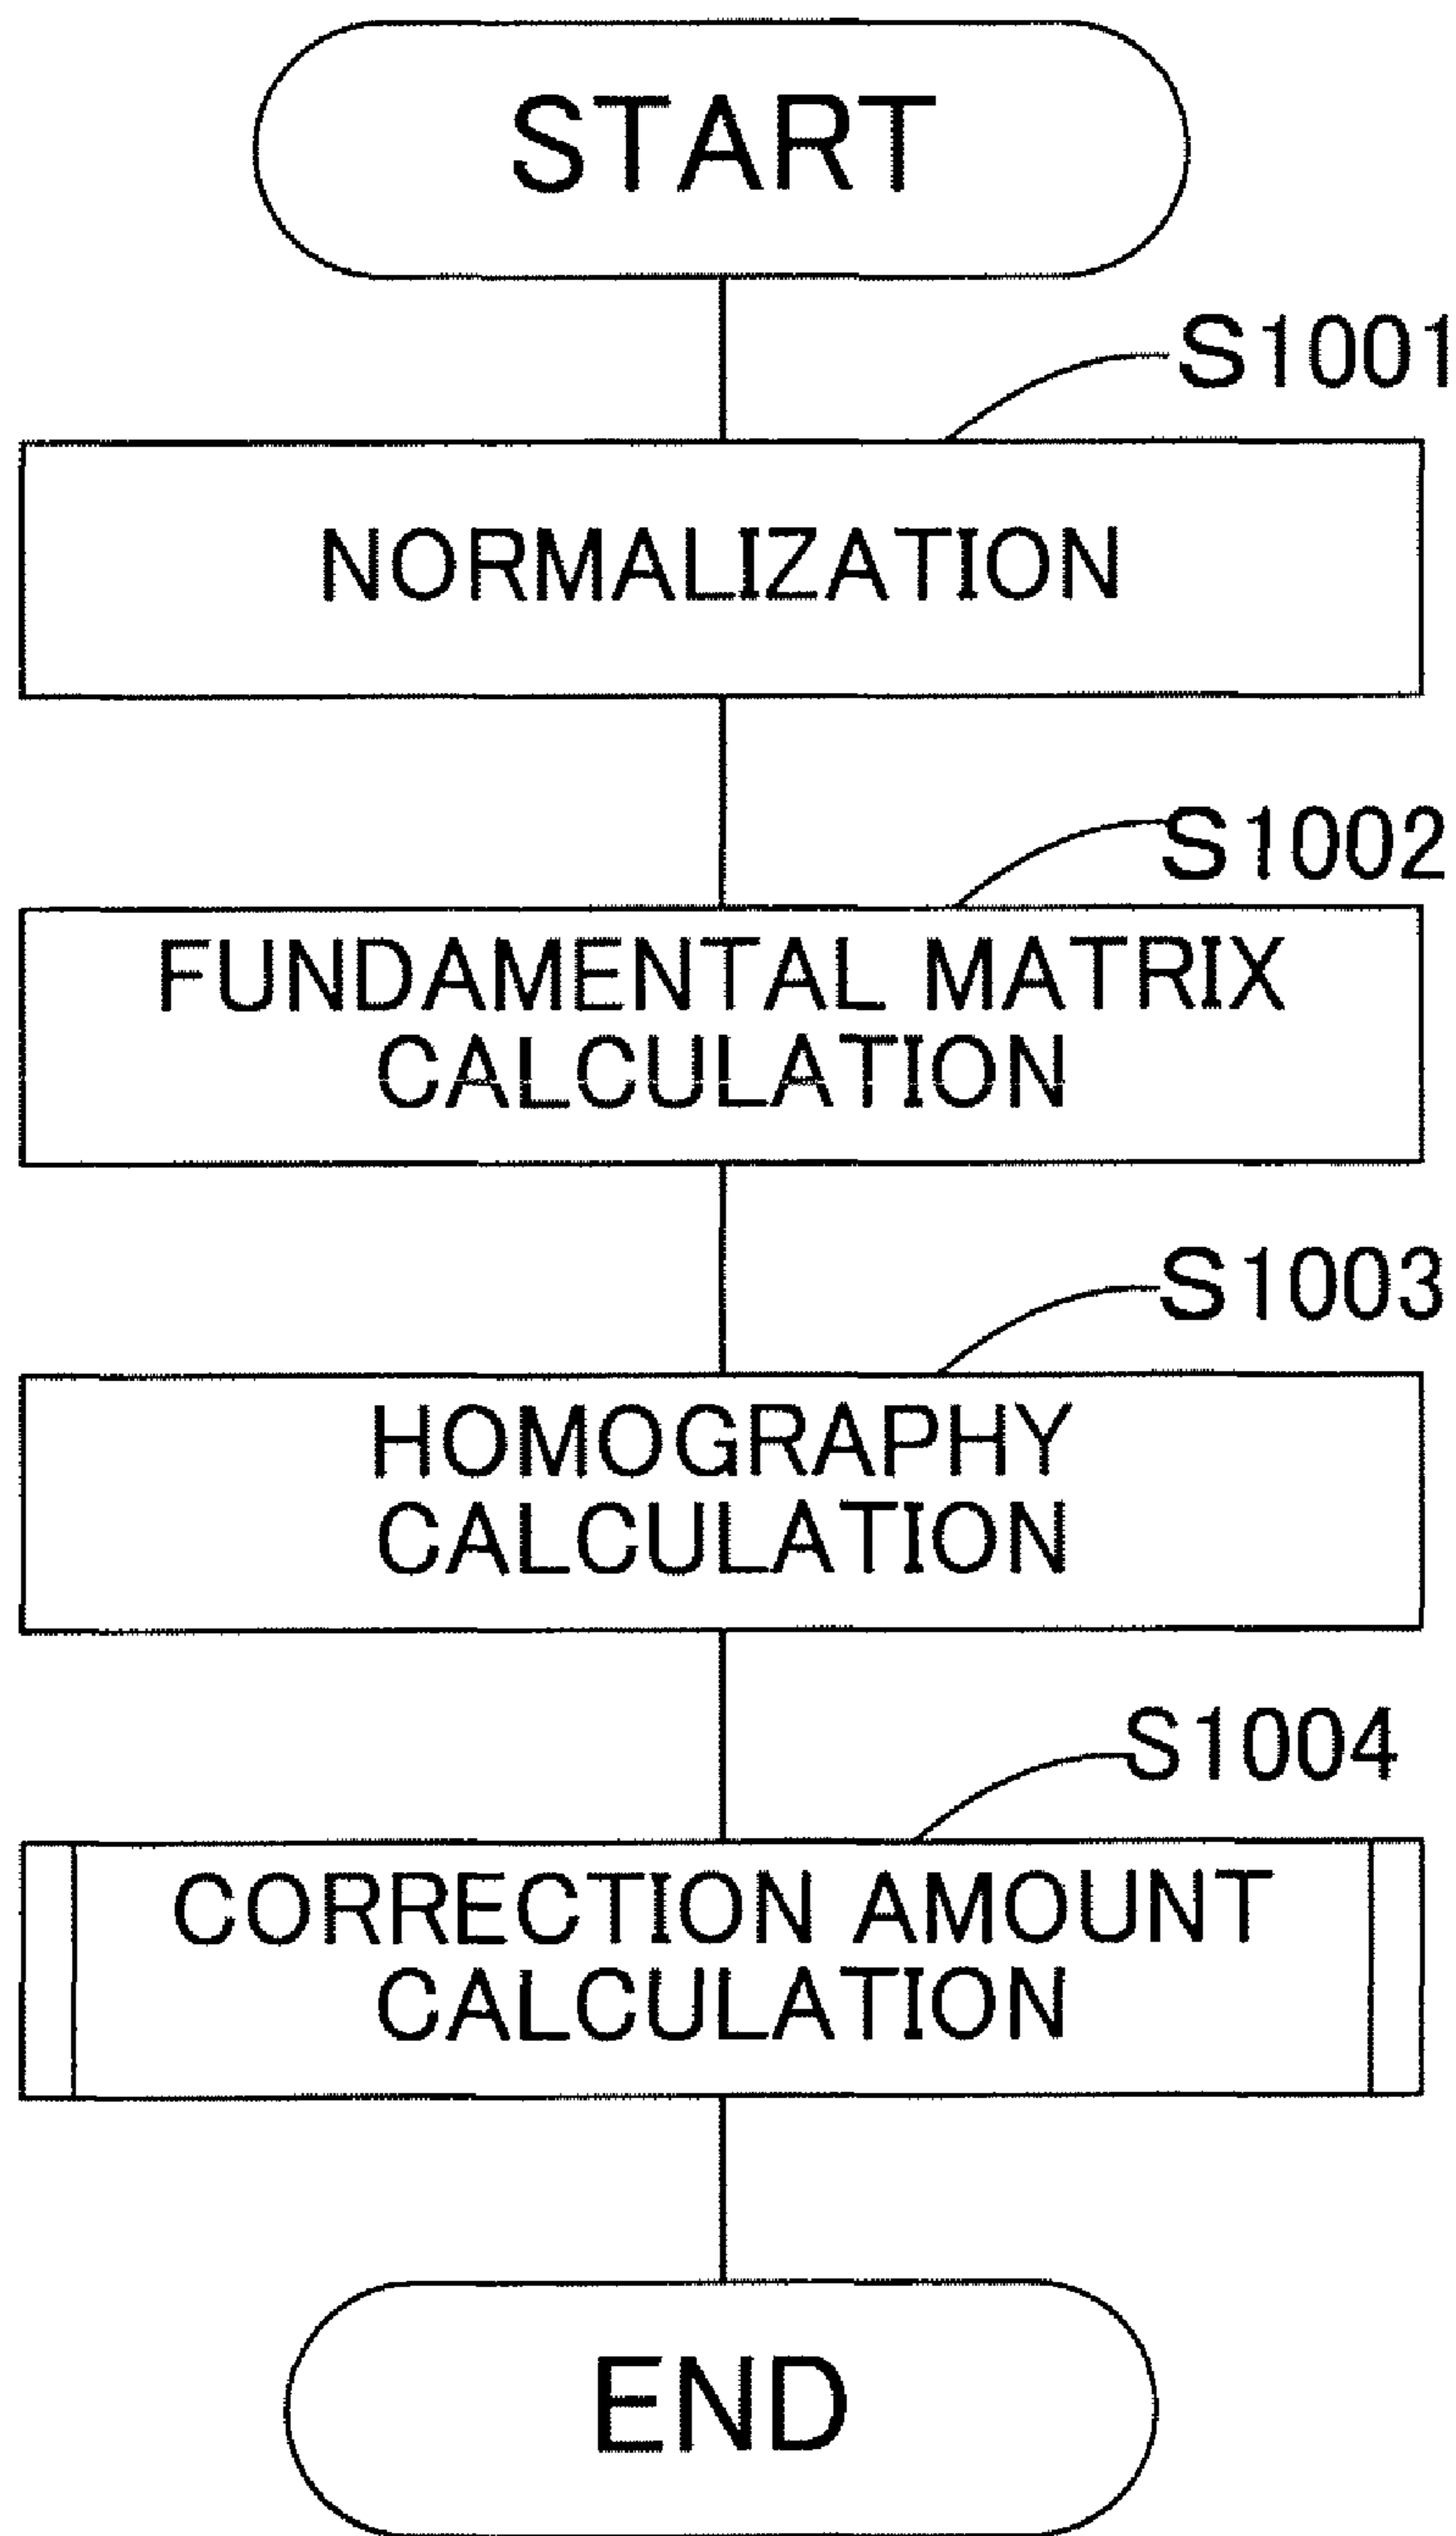 START
S1001
NORMALIZATION
S1002
FUNDAMENTAL MATRIX
CALCULATION
S1003
HOMOGRAPHY
CALCULATION
S1004
CORRECTION AMOUNT
CALCULATION
END